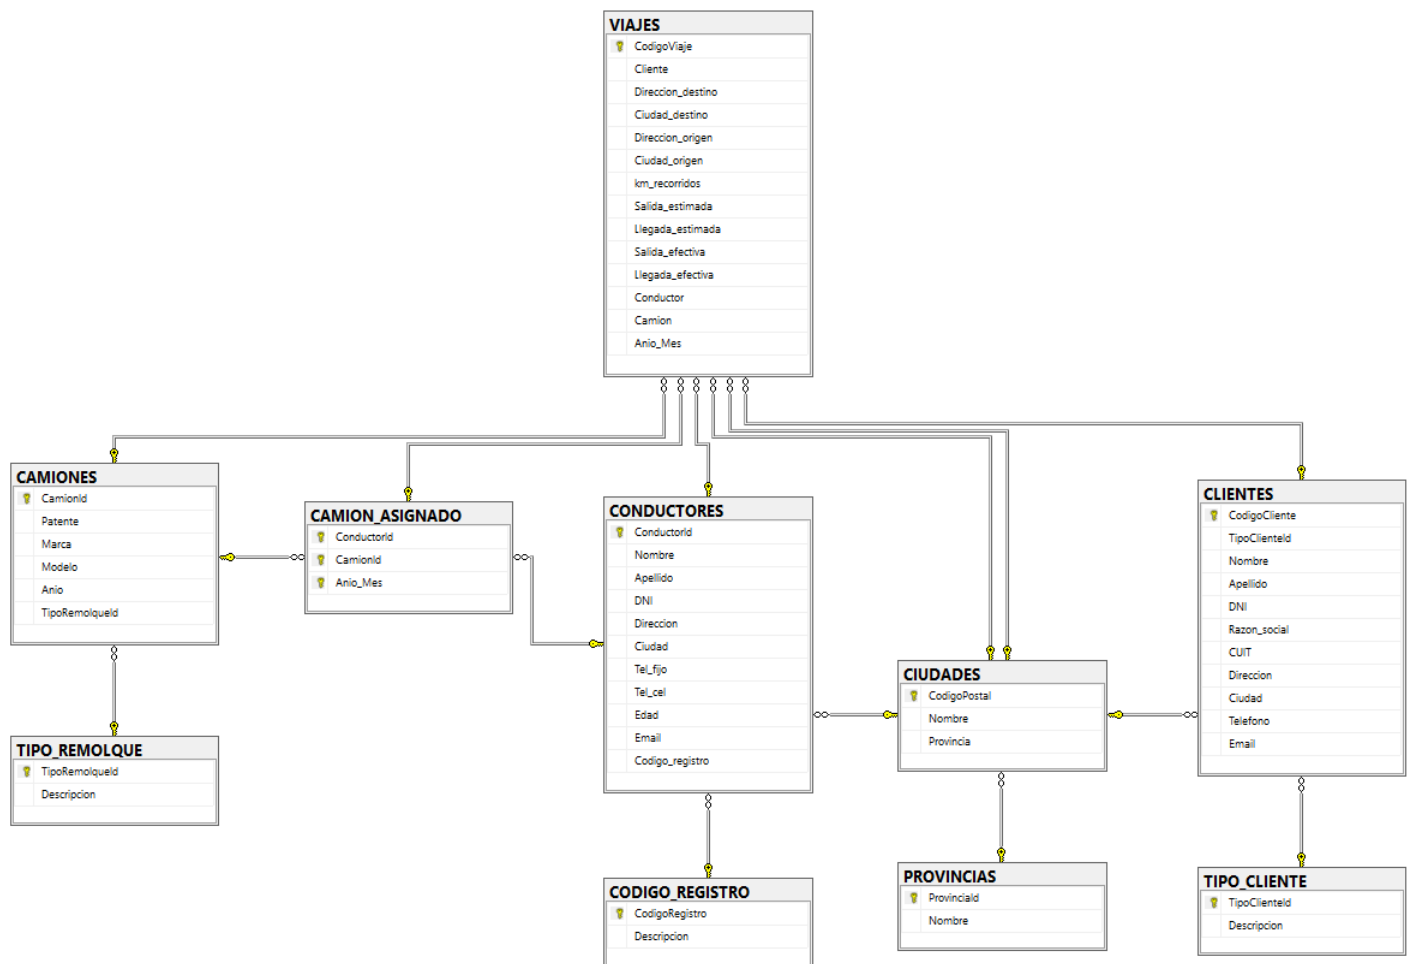 VIAJES
CodigoViaje
Cliente
Direccion_destino
Ciudad_destino
Direccion_origen
Ciudad_origen
km_recorridos
Salida_estimada
Llegada_estimada
Salida_efectiva
Llegada_efectiva
Conductor
Camion
Anio_Mes
CAMIONES
CamionId
Patente
Marca
Modelo
Anio
TipoRemolqueId
CAMION_ASIGNADO
ConductorId
CamionId
Anio_Mes
CONDUCTORES
ConductorId
Nombre
Apellido
DNI
Direccion
Ciudad
Tel_fijo
Tel_cel
Edad
Email
Codigo_registro
CLIENTES
CodigoCliente
TipoClienteId
Nombre
Apellido
DNI
Razon_social
CUIT
Direccion
Ciudad
Telefono
Email
CIUDADES
CodigoPostal
Nombre
Provincia
TIPO_REMOLQUE
TipoRemolqueId
Descripcion
CODIGO_REGISTRO
CodigoRegistro
Descripcion
PROVINCIAS
ProvinciaId
Nombre
TIPO_CLIENTE
TipoClienteId
Descripcion